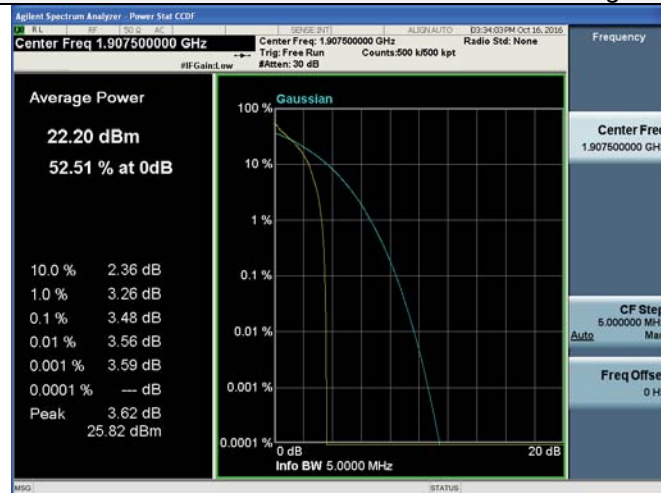 Agilent Spectrum Analyzer - Power Stat CCDF
RL RF 50 Ω AC SENSE:INT ALIGN AUTO 03:34:03 PM Oct 16, 2016
Center Freq 1.907500000 GHz
Center Freq: 1.907500000 GHz Radio Std: None
Trig: Free Run Counts:500 k/500 kpt
#IFGain:Low #Atten: 30 dB
Frequency
Average Power
22.20 dBm
52.51 % at 0dB
10.0 % 2.36 dB
1.0 % 3.26 dB
0.1 % 3.48 dB
0.01 % 3.56 dB
0.001 % 3.59 dB
0.0001 % --- dB
Peak 3.62 dB
25.82 dBm
Gaussian
100 %
10 %
1 %
0.1 %
0.01 %
0.001 %
0.0001 %
0 dB 20 dB
Info BW 5.0000 MHz
Center Fre
1.907500000 GH
CF Step
5.000000 MH
Auto Ma
Freq Offse
0 H
MSG STATUS